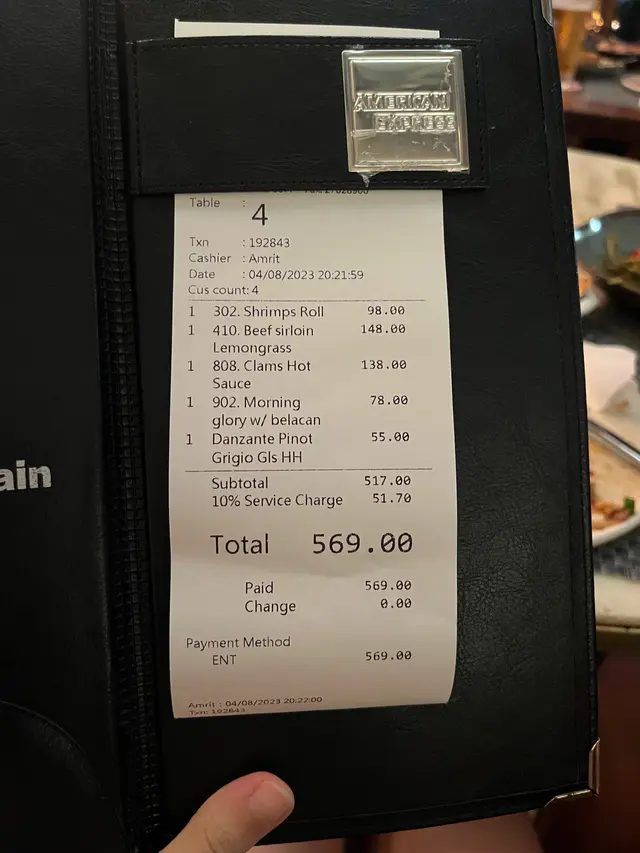 AMERICAN
EXPRESS
Table : 4
Txn : 192843
Cashier : Amrit
Date : 04/08/2023 20:21:59
Cus count: 4
1 302. Shrimps Roll 98.00
1 410. Beef sirloin 148.00
Lemongrass
1 808. Clams Hot 138.00
Sauce
1 902. Morning 78.00
glory w/ belacan
1 Danzante Pinot 55.00
Grigio Gls HH
Subtotal 517.00
10% Service Charge 51.70
Total 569.00
Paid 569.00
Change 0.00
Payment Method
ENT 569.00
Amrit : 04/08/2023 20:22:00
Txn: 192843
ain